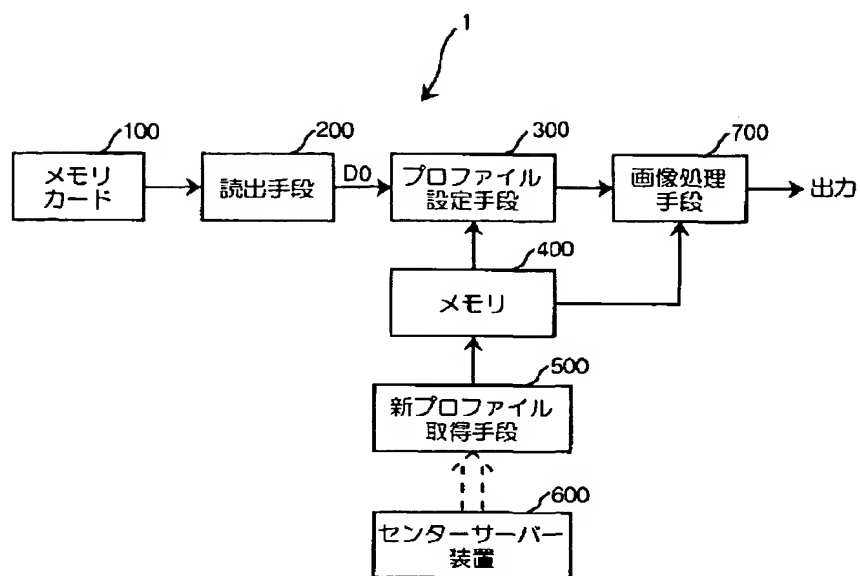 1
100
メモリ
カード
200
読出手段
D0
300
プロファイル
設定手段
700
画像処理
手段
出力
400
メモリ
500
新プロファイル
取得手段
600
センターサーバー
装置